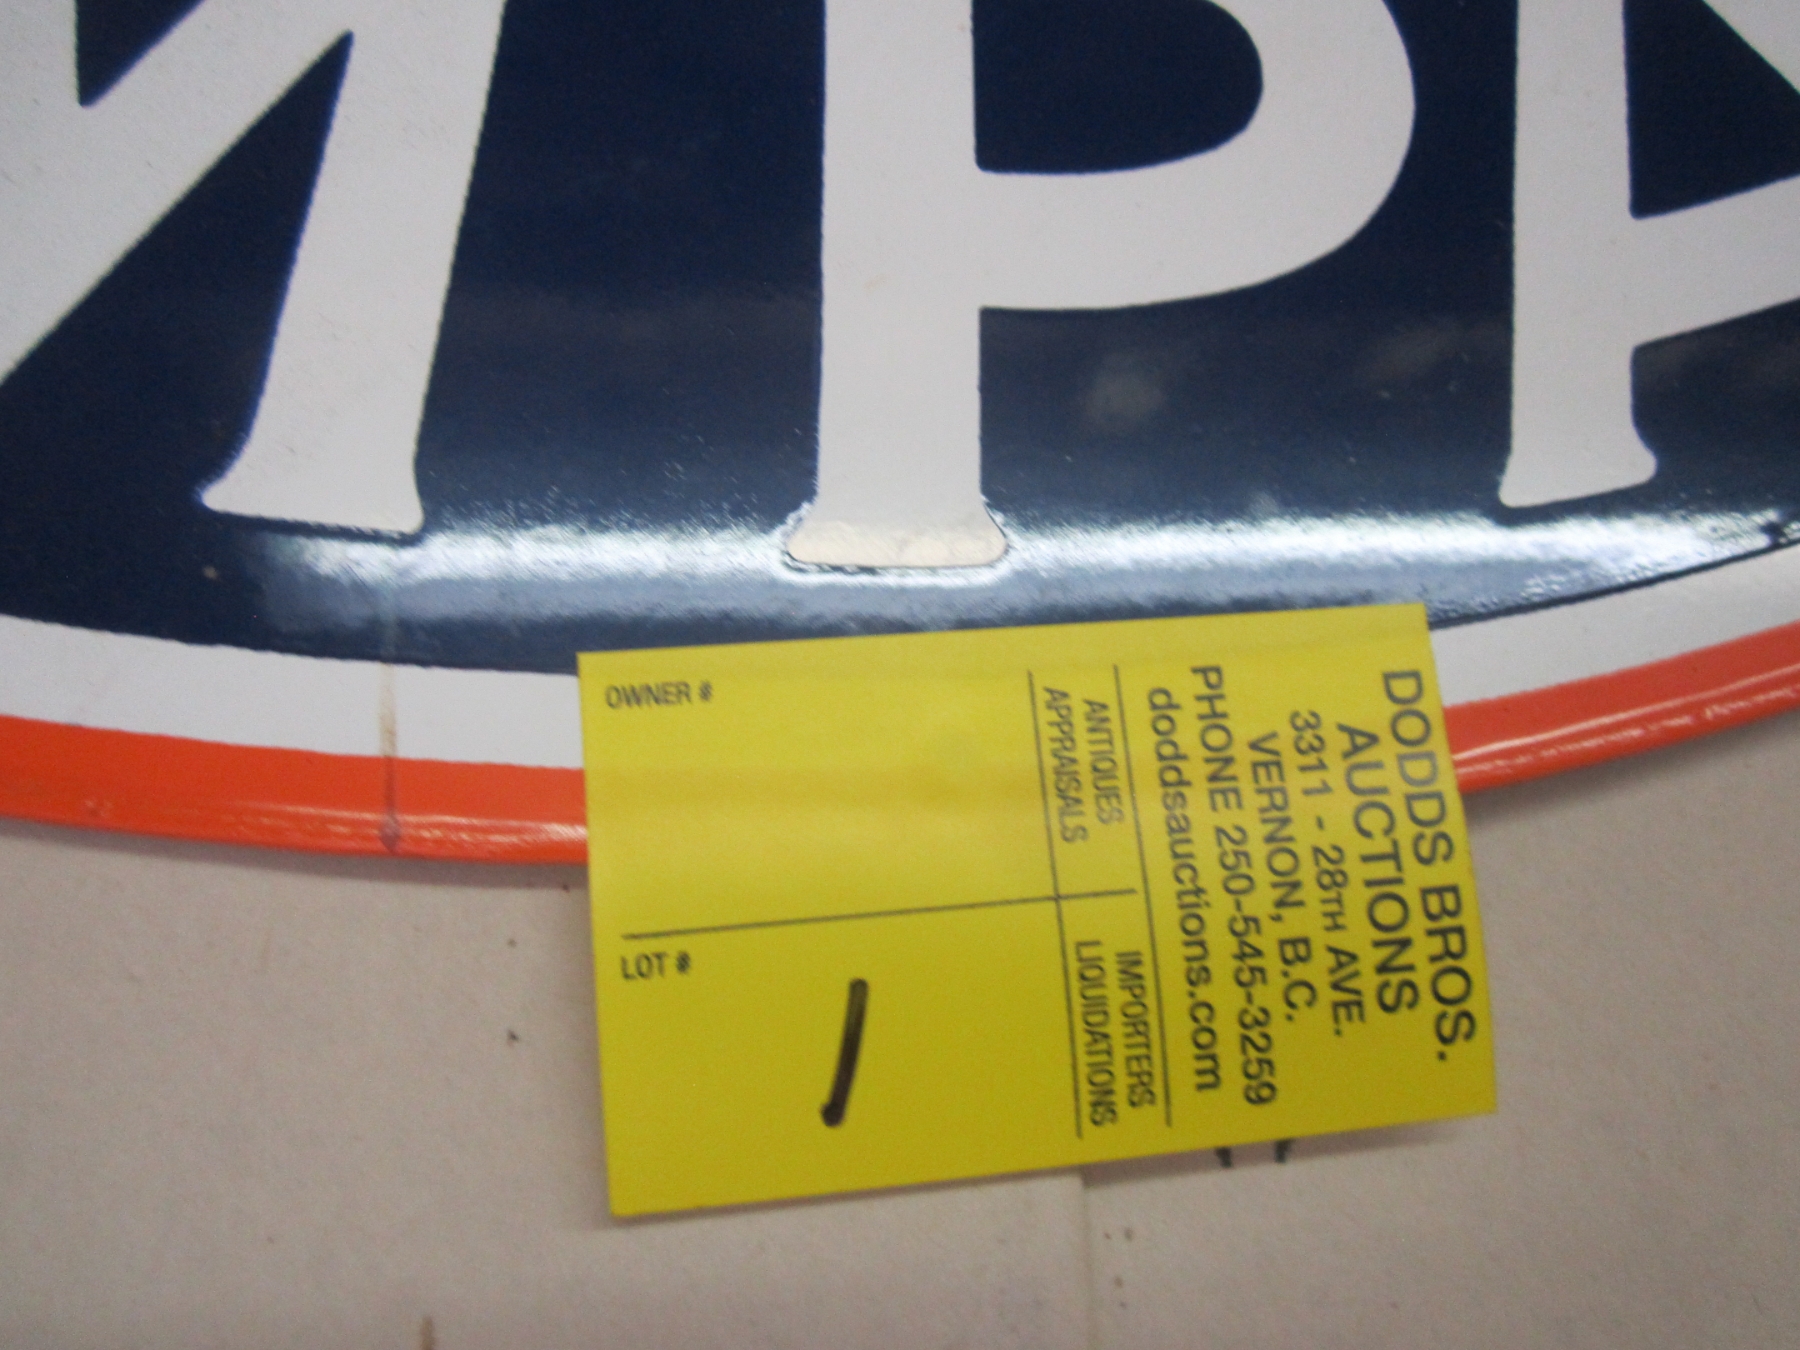 MPA
DODDS BROS.
AUCTIONS
3311 - 28TH AVE.
VERNON, B.C.
PHONE 250-545-3259
doddsauctions.com
ANTIQUES IMPORTERS
APPRAISALS LIQUIDATIONS
OWNER #
LOT #
1